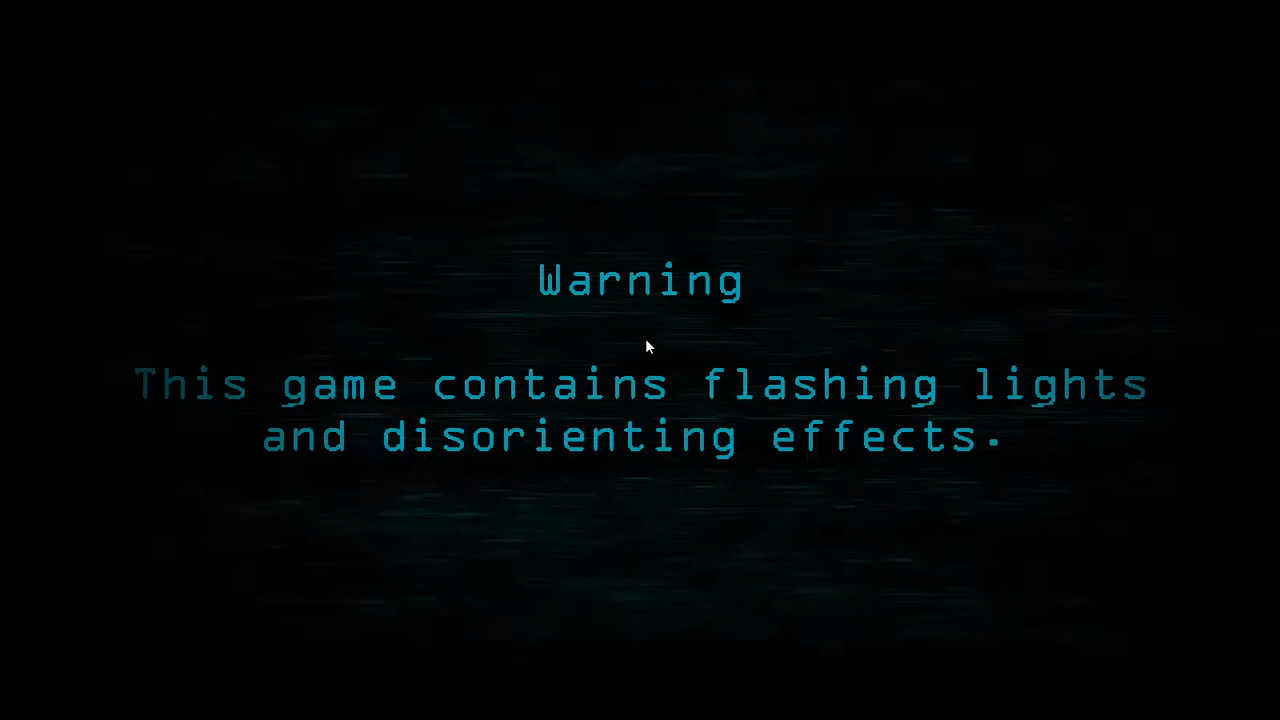 Warning
This game contains flashing lights
and disorienting effects.